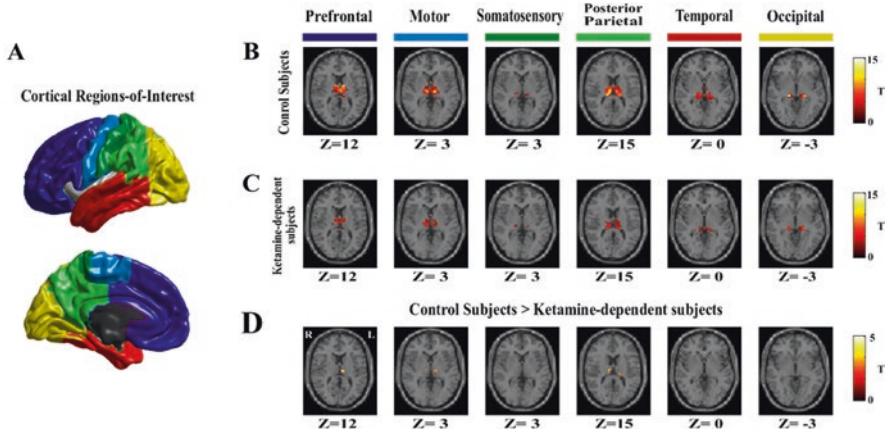 Prefrontal Motor Somatosensory Posterior Parietal Temporal Occipital
A
Cortical Regions-of-Interest
B
Conrol Subjects
15
T
0
Z=12 Z= 3 Z= 3 Z=15 Z= 0 Z= -3
C
Ketamine-dependent
subjects
15
T
0
Z=12 Z= 3 Z= 3 Z=15 Z= 0 Z= -3
D
Control Subjects > Ketamine-dependent subjects
R L
5
T
0
Z=12 Z= 3 Z= 3 Z=15 Z= 0 Z= -3